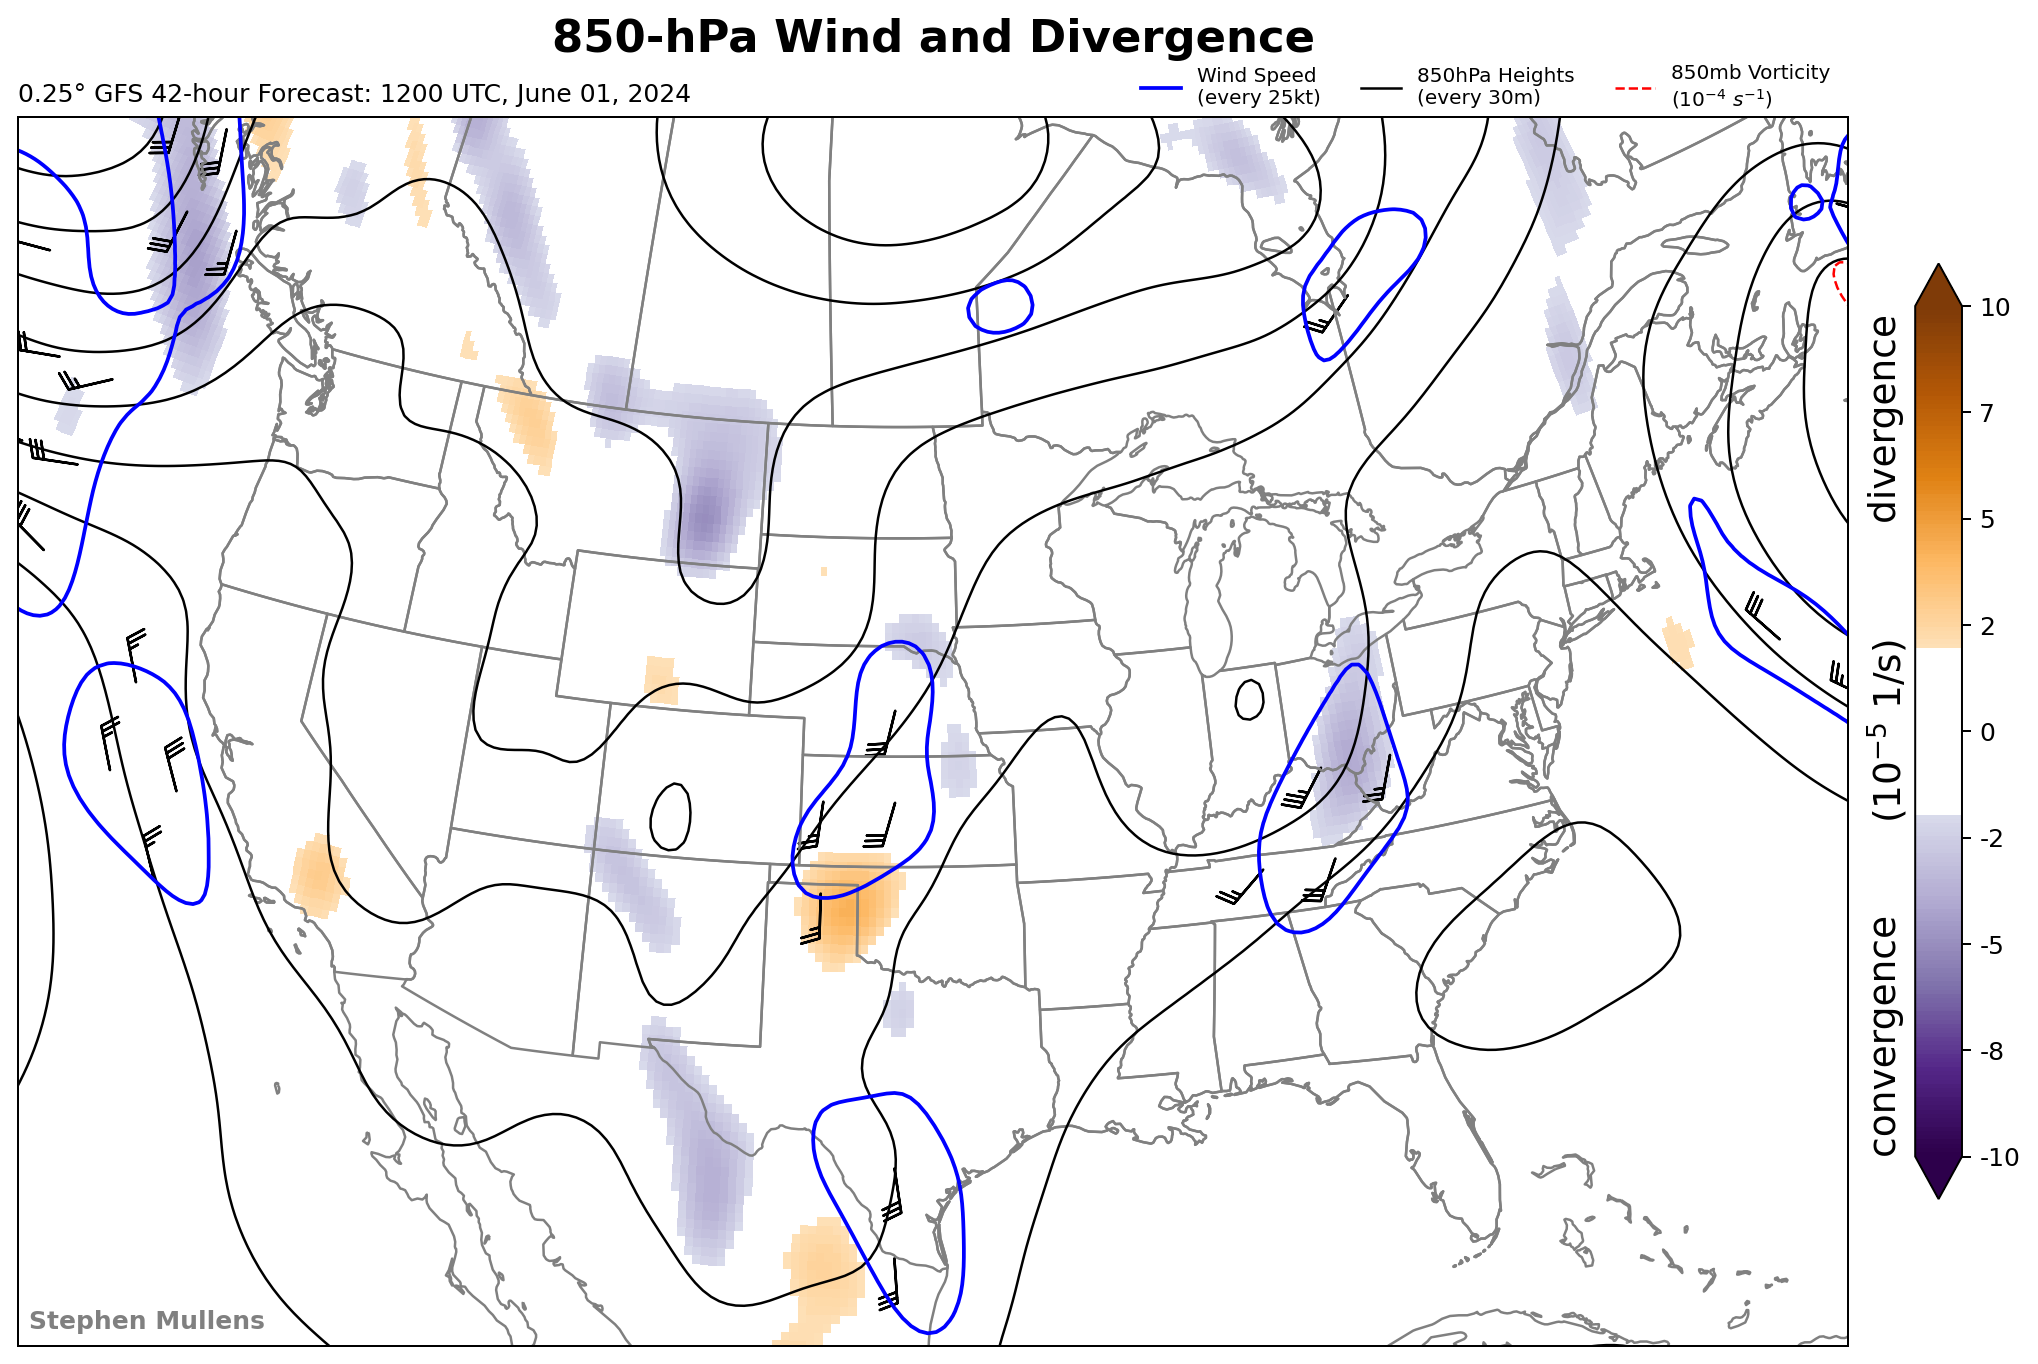 850-hPa Wind and Divergence
0.25° GFS 42-hour Forecast: 1200 UTC, June 01, 2024
Wind Speed
(every 25kt)
850hPa Heights
(every 30m)
850mb Vorticity
(10⁻⁴ s⁻¹)
10
7
5
2
0
-2
-5
-8
-10
convergence (10⁻⁵ 1/s) divergence
Stephen Mullens